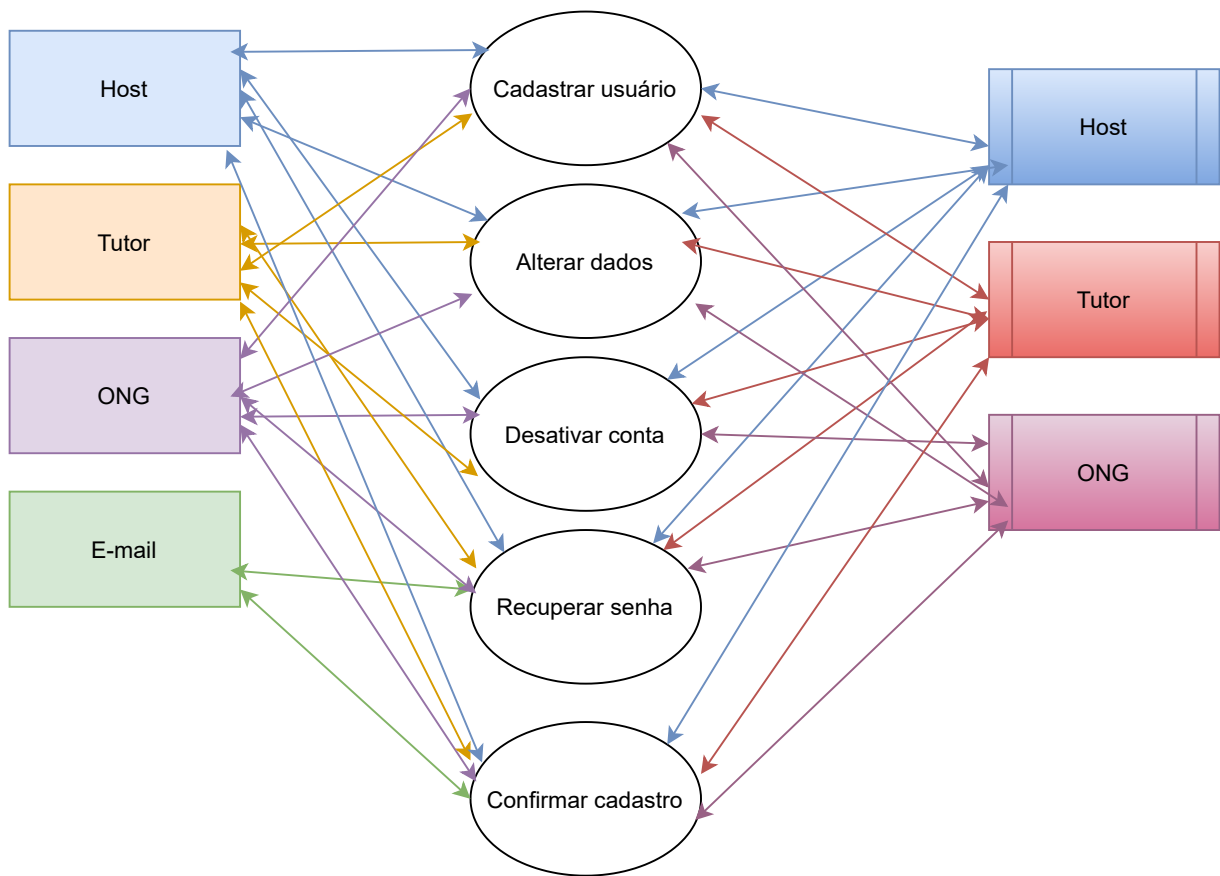 Host
Tutor
ONG
E-mail
Cadastrar usuário
Alterar dados
Desativar conta
Recuperar senha
Confirmar cadastro
Host
Tutor
ONG